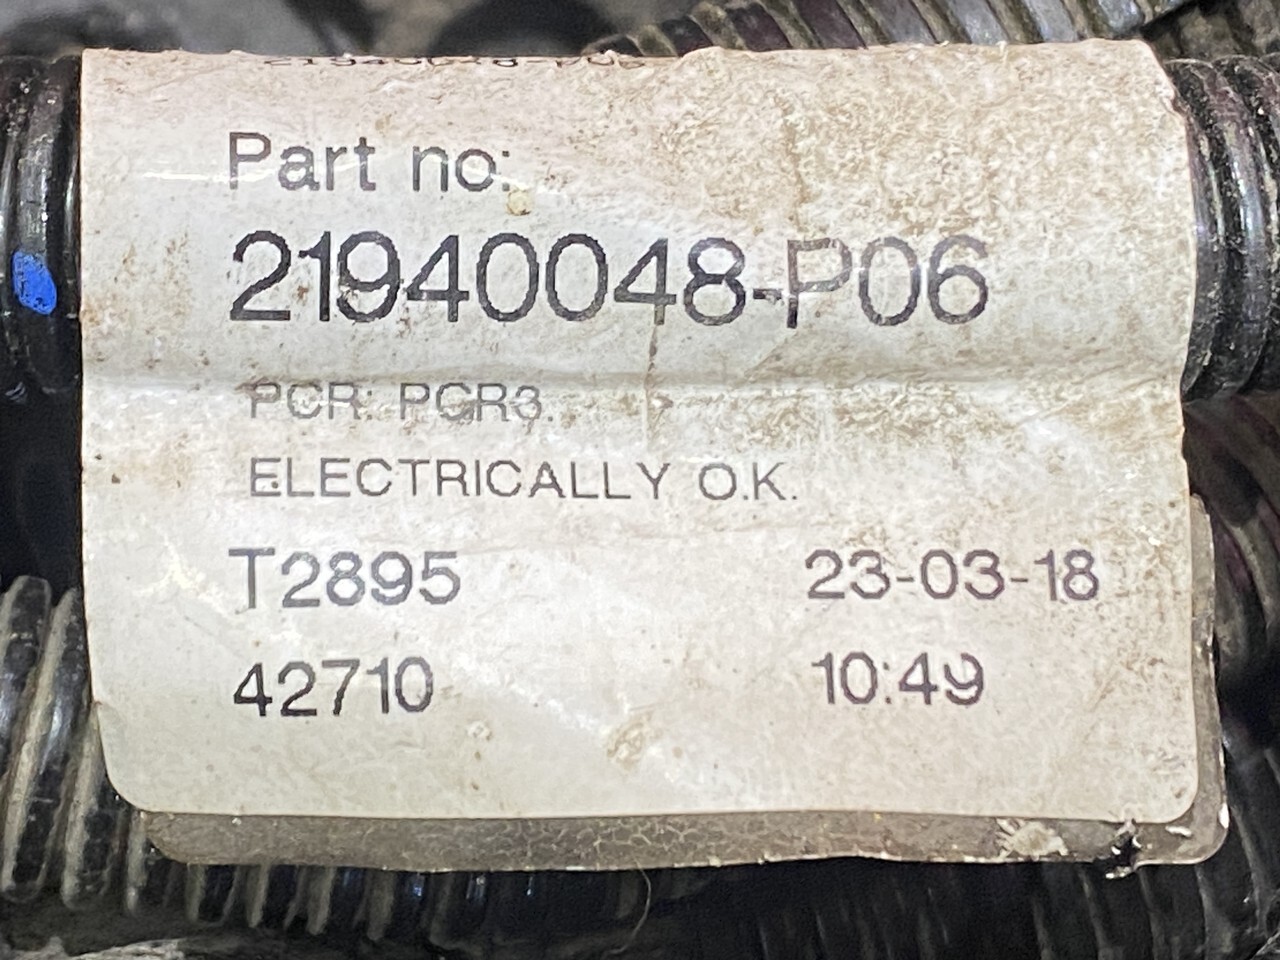 Part no:
21940048-P06
PCR: PCR3.
ELECTRICALLY O.K.
T2895 23-03-18
42710 10:49